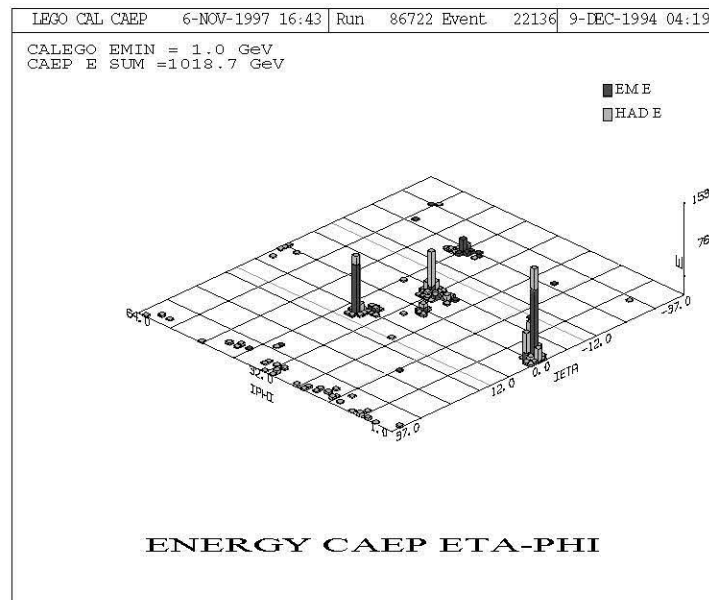 LEGO CAL CAEP 6-NOV-1997 16:43 Run 86722 Event 22136 9-DEC-1994 04:19
CALEGO EMIN = 1.0 GeV
CAEP E SUM =1018.7 GeV
EM E
HAD E
E
-97.0
-12.0
0.0
12.0
97.0
IETA
64.0
32.0
1.0
IPHI
ENERGY CAEP ETA-PHI